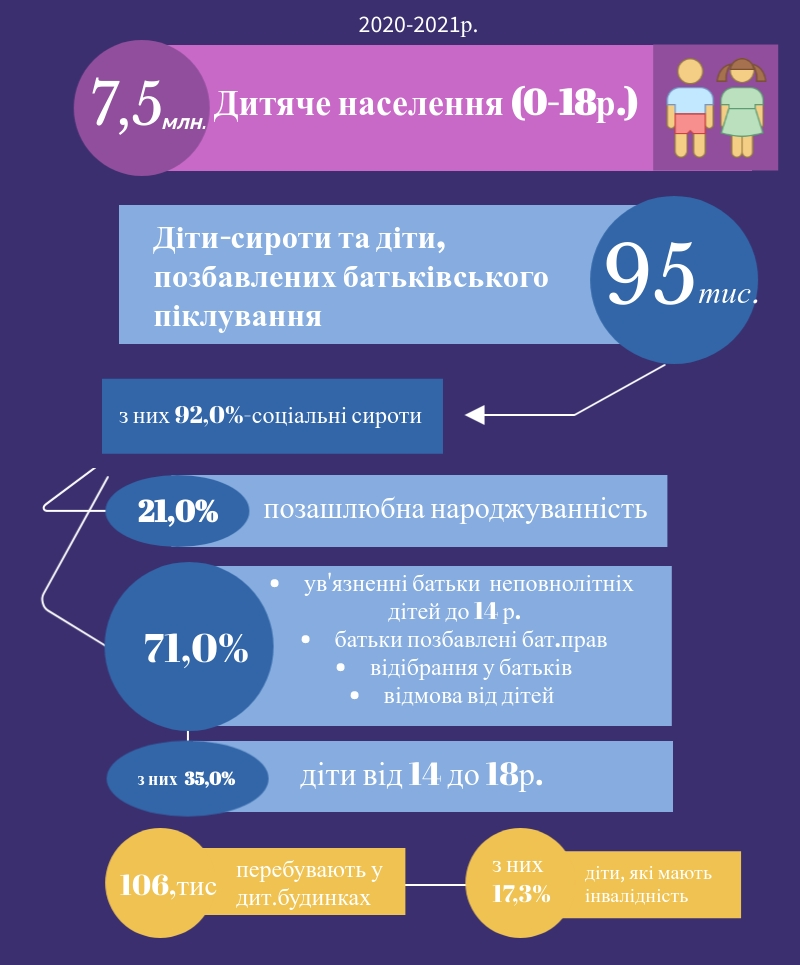 2020-2021р.
7,5млн.
Дитяче населення (0-18р.)
Діти-сироти та діти,
позбавлених батьківського
піклування
95тис.
з них 92,0%-соціальні сироти
21,0%
позашлюбна народжуванність
71,0%
• ув'язненні батьки неповнолітніх
дітей до 14 р.
• батьки позбавлені бат.прав
• відібрання у батьків
• відмова від дітей
з них 35,0%
діти від 14 до 18р.
106,тис
перебувають у
дит.будинках
з них
17,3%
діти, які мають
інвалідність